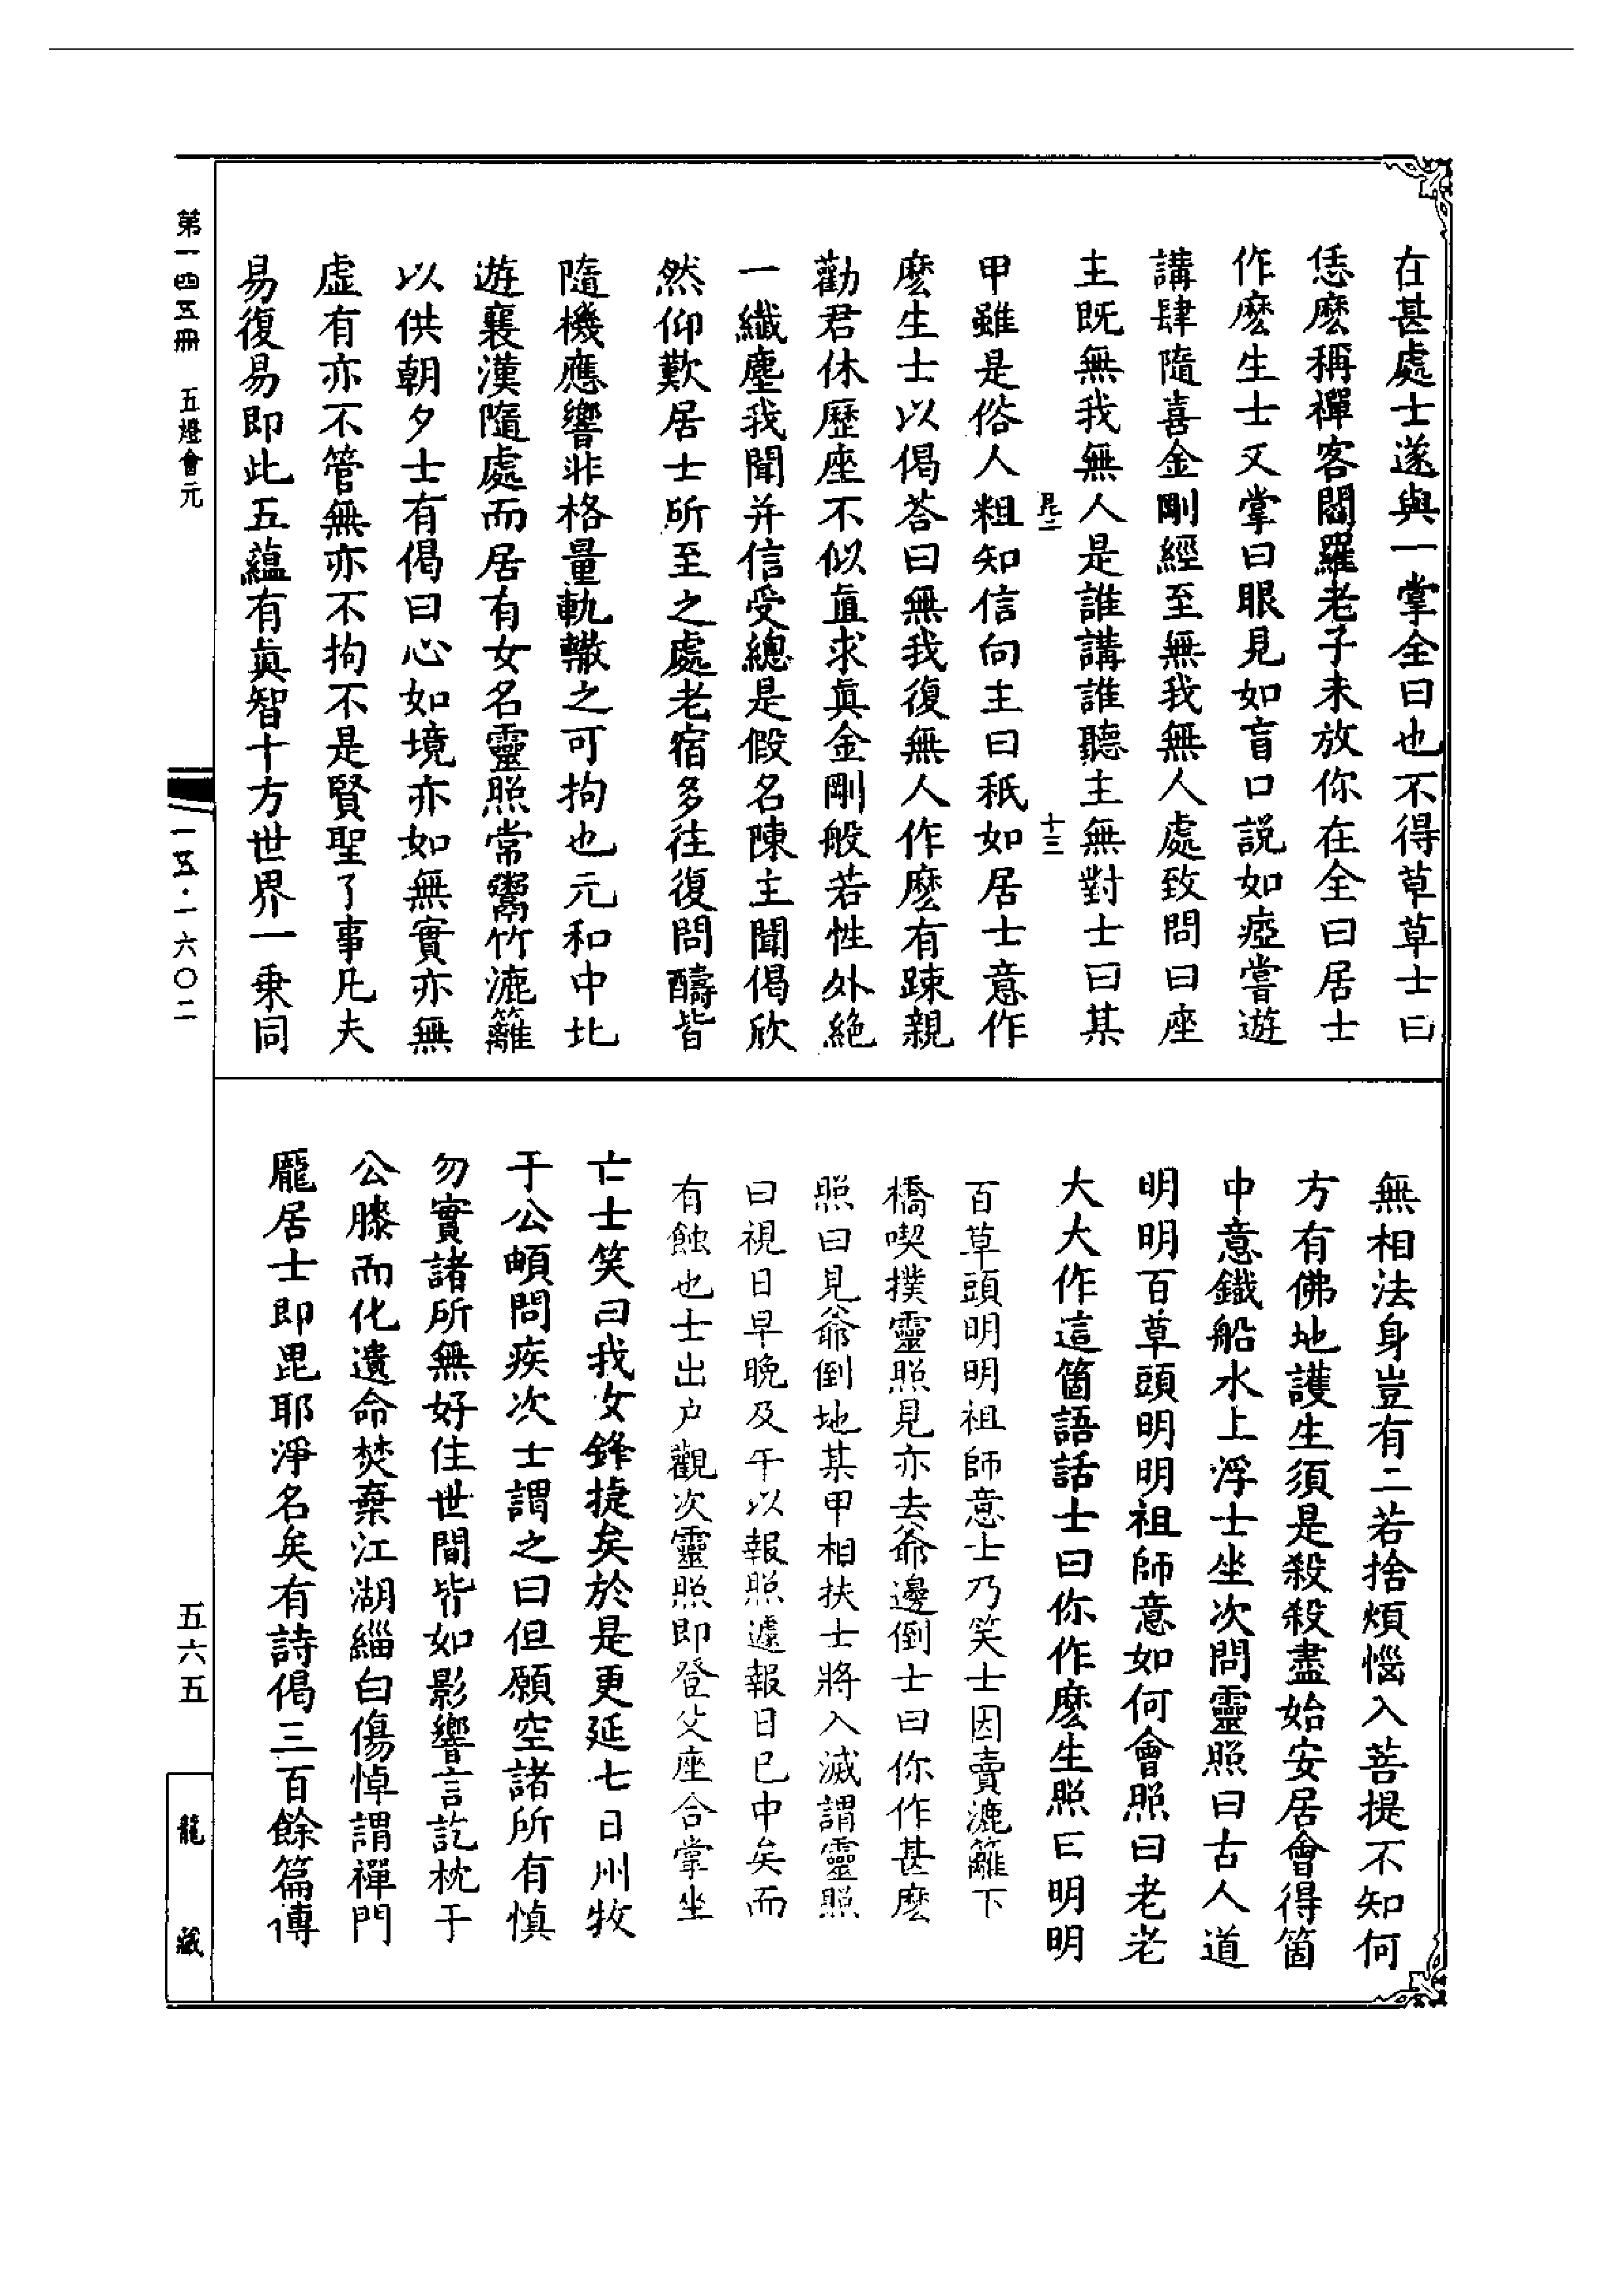 在甚處士遂與一掌全曰也不得草草士曰
恁麽稱禪客閻羅老子未放你在全曰居士
作麽生士又掌曰眼見如盲口説如瘂嘗遊
講肆隨喜金剛經至無我無人處致問曰座
主既無我無人是誰講誰聽主無對士曰某
十三
甲雖是俗人粗知信向主曰秖如居士意作
麽生士以偈荅曰無我復無人作麽有踈親
勸君休歷座不似直求眞金剛般若性外絶
一纖塵我聞并信受總是假名陳主聞偈欣
然仰歎居士所至之處老宿多往復問醻皆
隨機應響非格量軌轍之可拘也元和中北
遊襄漢隨處而居有女名靈照常鬻竹漉籬
以供朝夕士有偈曰心如境亦如無實亦無
虚有亦不管無亦不拘不是賢聖了事凡夫
易復易即此五藴有眞智十方世界一乗同
無相法身豈有二若捨煩惱入菩提不知何
方有佛地護生須是殺殺盡始安居會得箇
中意鐵船水上浮士坐次問靈照曰古人道
明明百草頭明明祖師意如何會照曰老老
大大作這箇語話士曰你作麽生照曰明明
百草頭明明祖師意士乃笑士因賣漉籬下
橋喫撲靈照見亦去爺邊倒士曰你作甚麽
照曰見爺倒地某甲相扶士將入滅謂靈照
曰視日早晚及午以報照遽報日已中矣而
有蝕也士出户觀次靈照即登父座合掌坐
亡士笑曰我女鋒捷矣於是更延七日州牧
于公頔問疾次士謂之曰但願空諸所有慎
勿實諸所無好住世間皆如影響言訖枕于
公膝而化遺命焚棄江湖緇白傷悼謂禪門
龐居士即毘耶淨名矣有詩偈三百餘篇傳
第一四五冊 五燈會元
一四五·一六〇二
五六五
龍藏